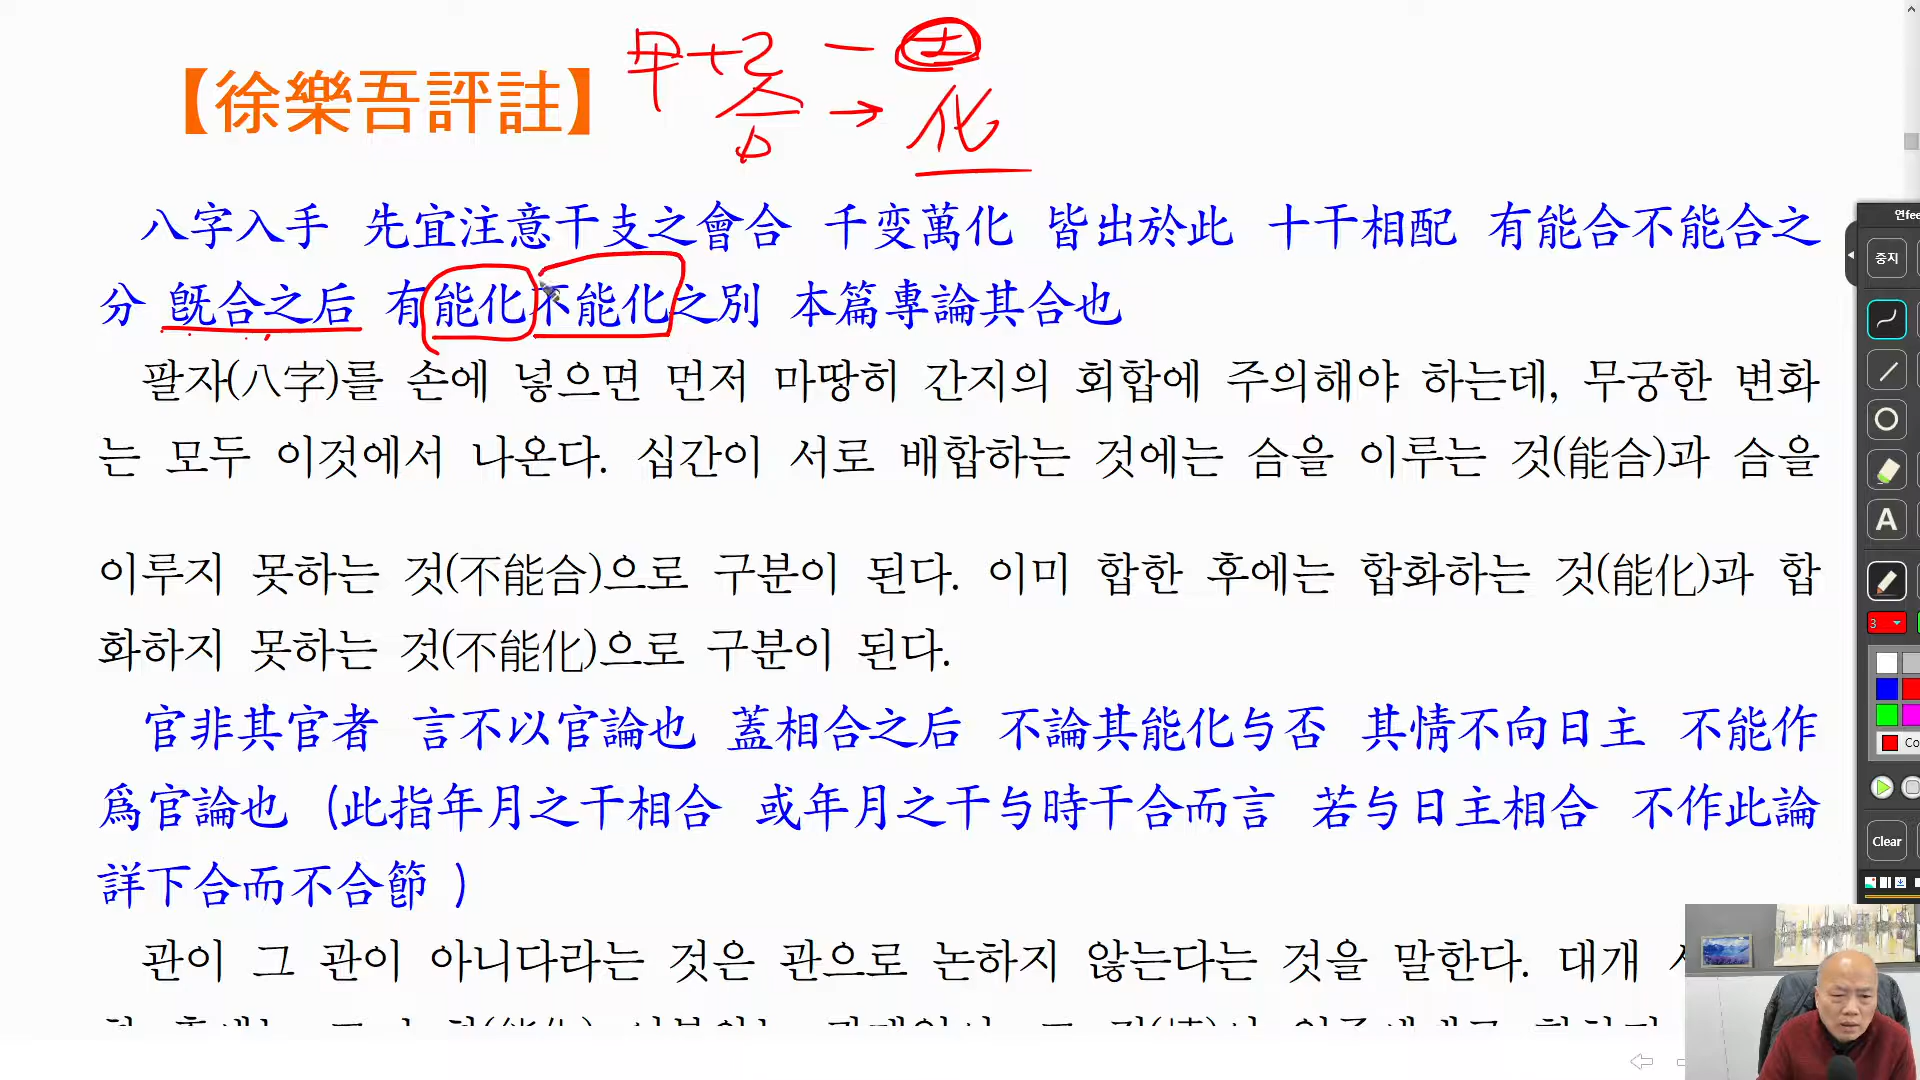 【徐樂吾評註】
甲+己 一 土
合 → 化
八字入手 先宜注意干支之會合 千变萬化 皆出於此 十干相配 有能合不能合之
分 旣合之后 有能化不能化之別 本篇專論其合也
팔자(八字)를 손에 넣으면 먼저 마땅히 간지의 회합에 주의해야 하는데, 무궁한 변화
는 모두 이것에서 나온다. 십간이 서로 배합하는 것에는 合을 이루는 것(能合)과 合을
이루지 못하는 것(不能合)으로 구분이 된다. 이미 합한 후에는 합화하는 것(能化)과 합
화하지 못하는 것(不能化)으로 구분이 된다.
官非其官者 言不以官論也 蓋相合之后 不論其能化与否 其情不向日主 不能作
爲官論也 (此指年月之干相合 或年月之干与時干合而言 若与日主相合 不作此論
詳下合而不合節 )
관이 그 관이 아니다라는 것은 관으로 논하지 않는다는 것을 말한다. 대개
중지
A
3
Clear